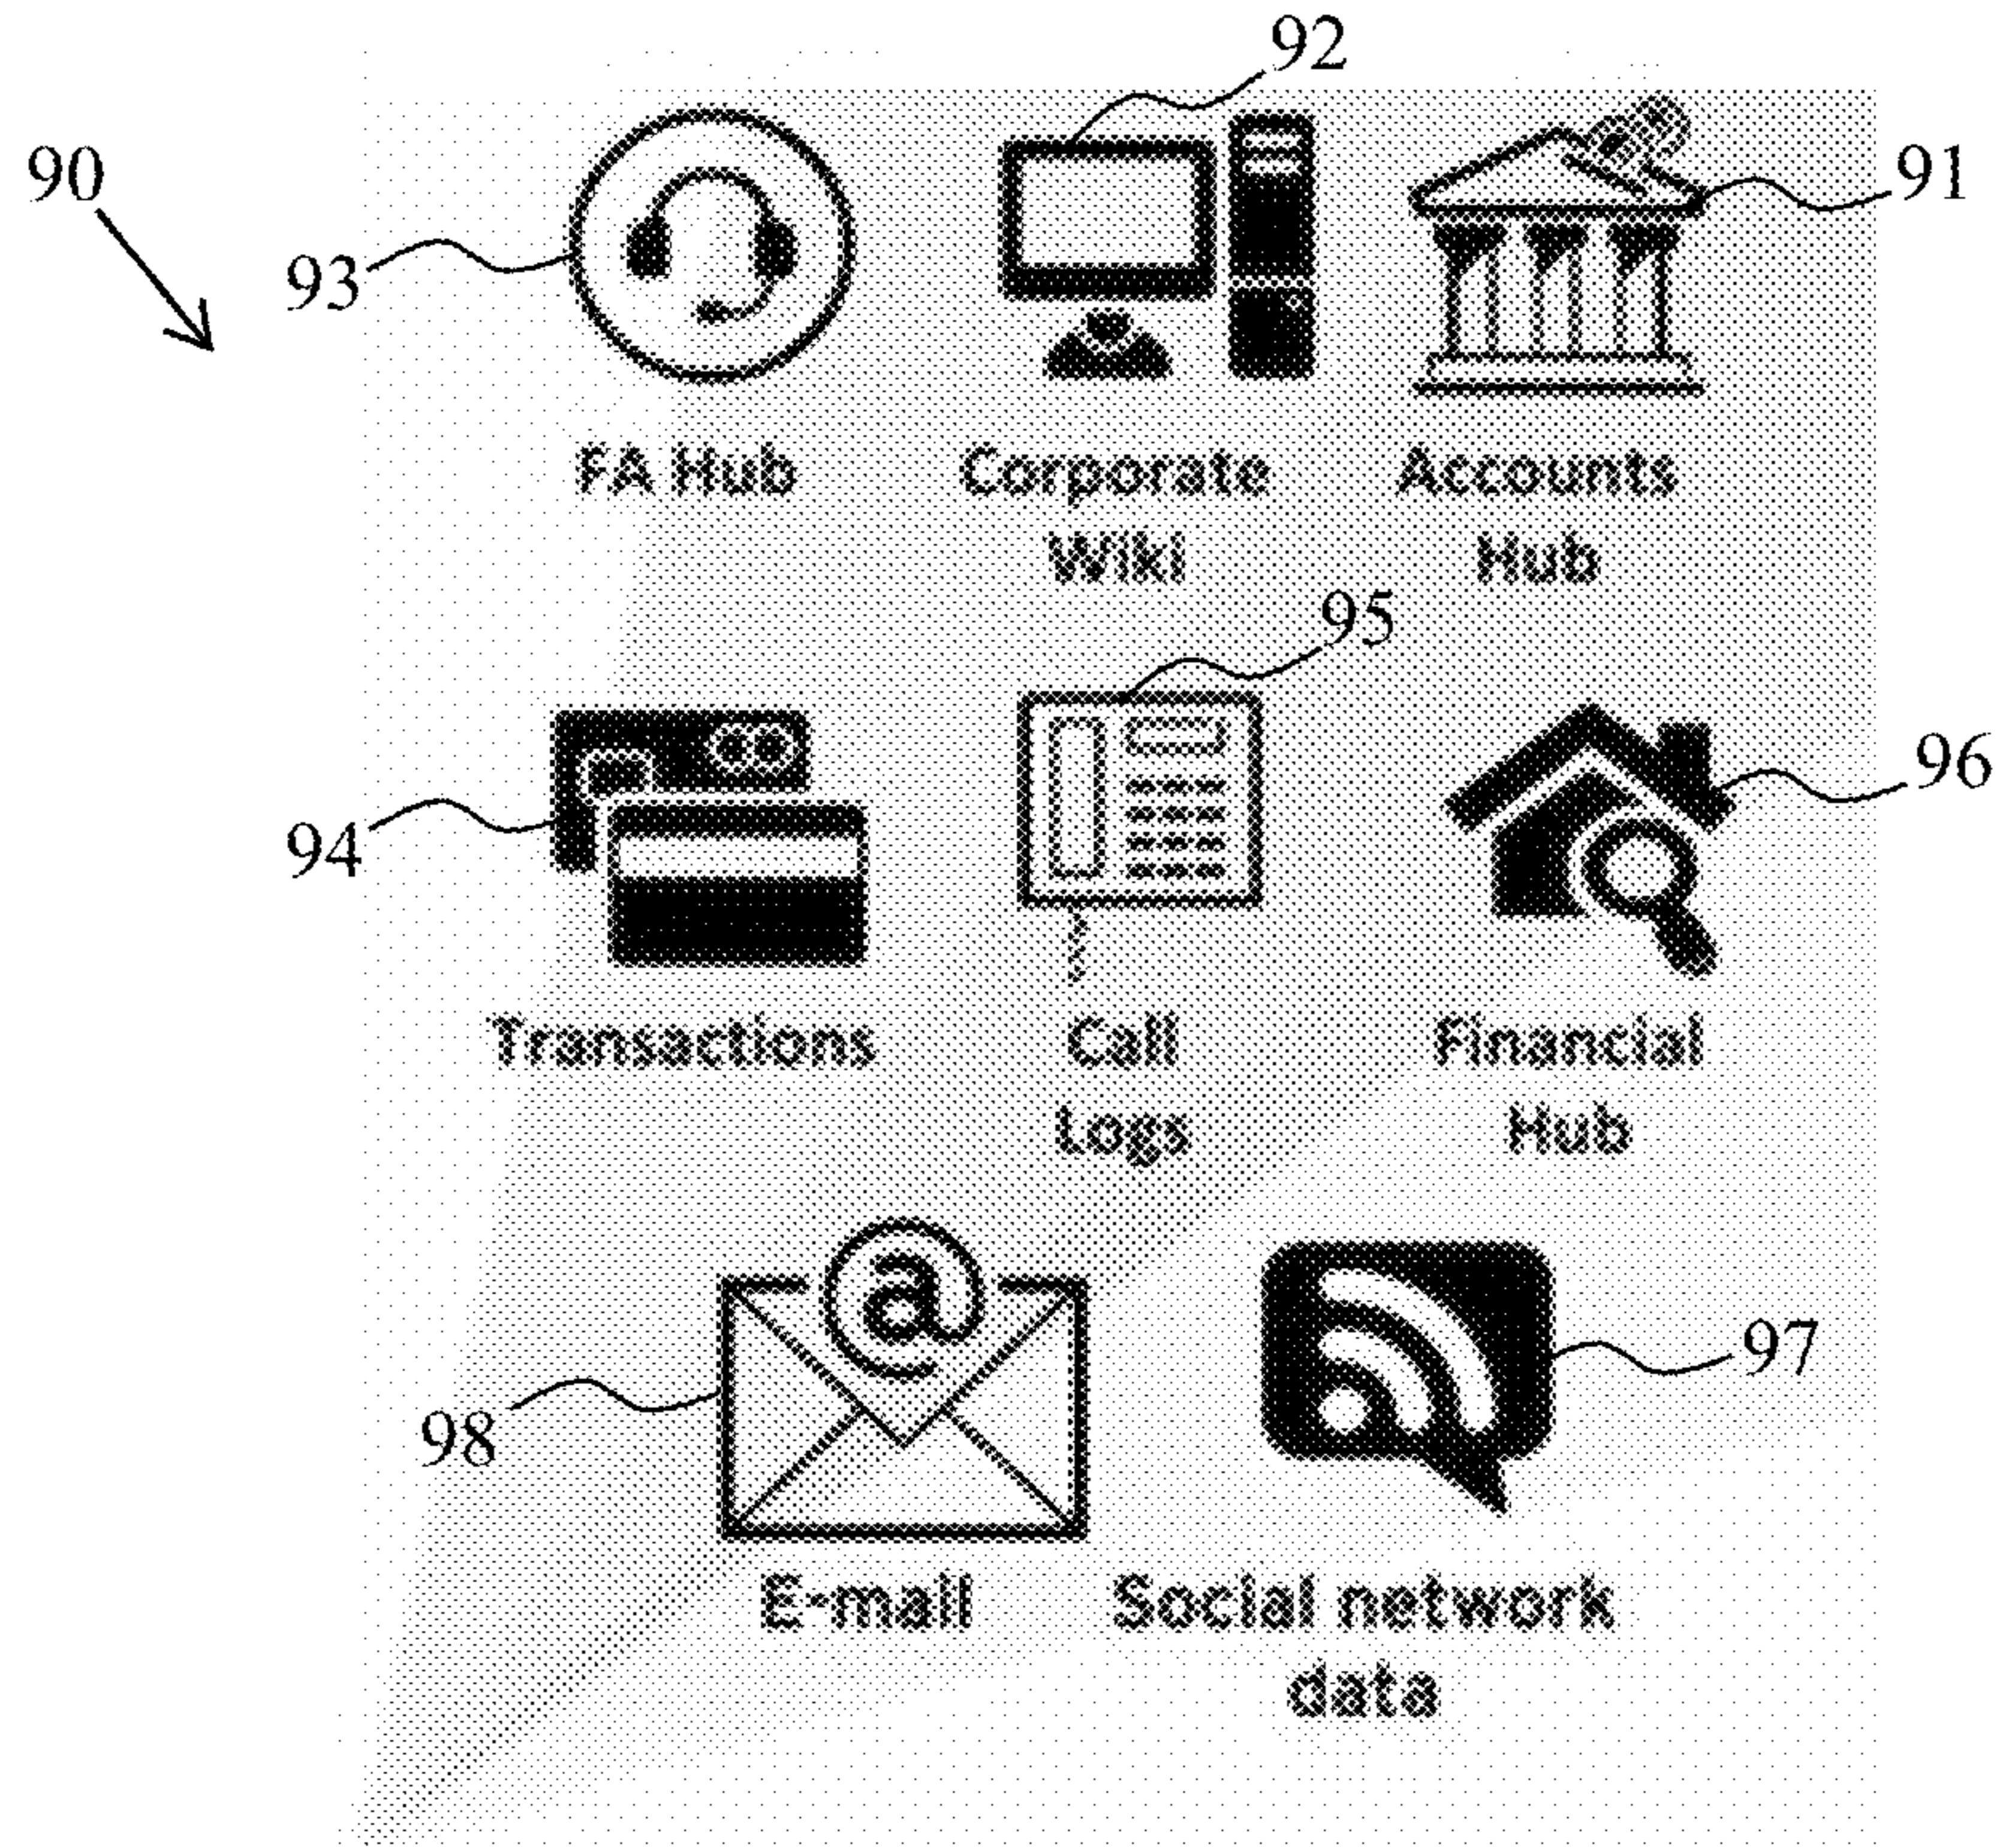 92
90
91
93
FA Hub
Corporate
Wiki
Accounts
Hub
95
96
94
Transactions
Call
Logs
Financial
Hub
@
97
98
E-mail
Social network
data